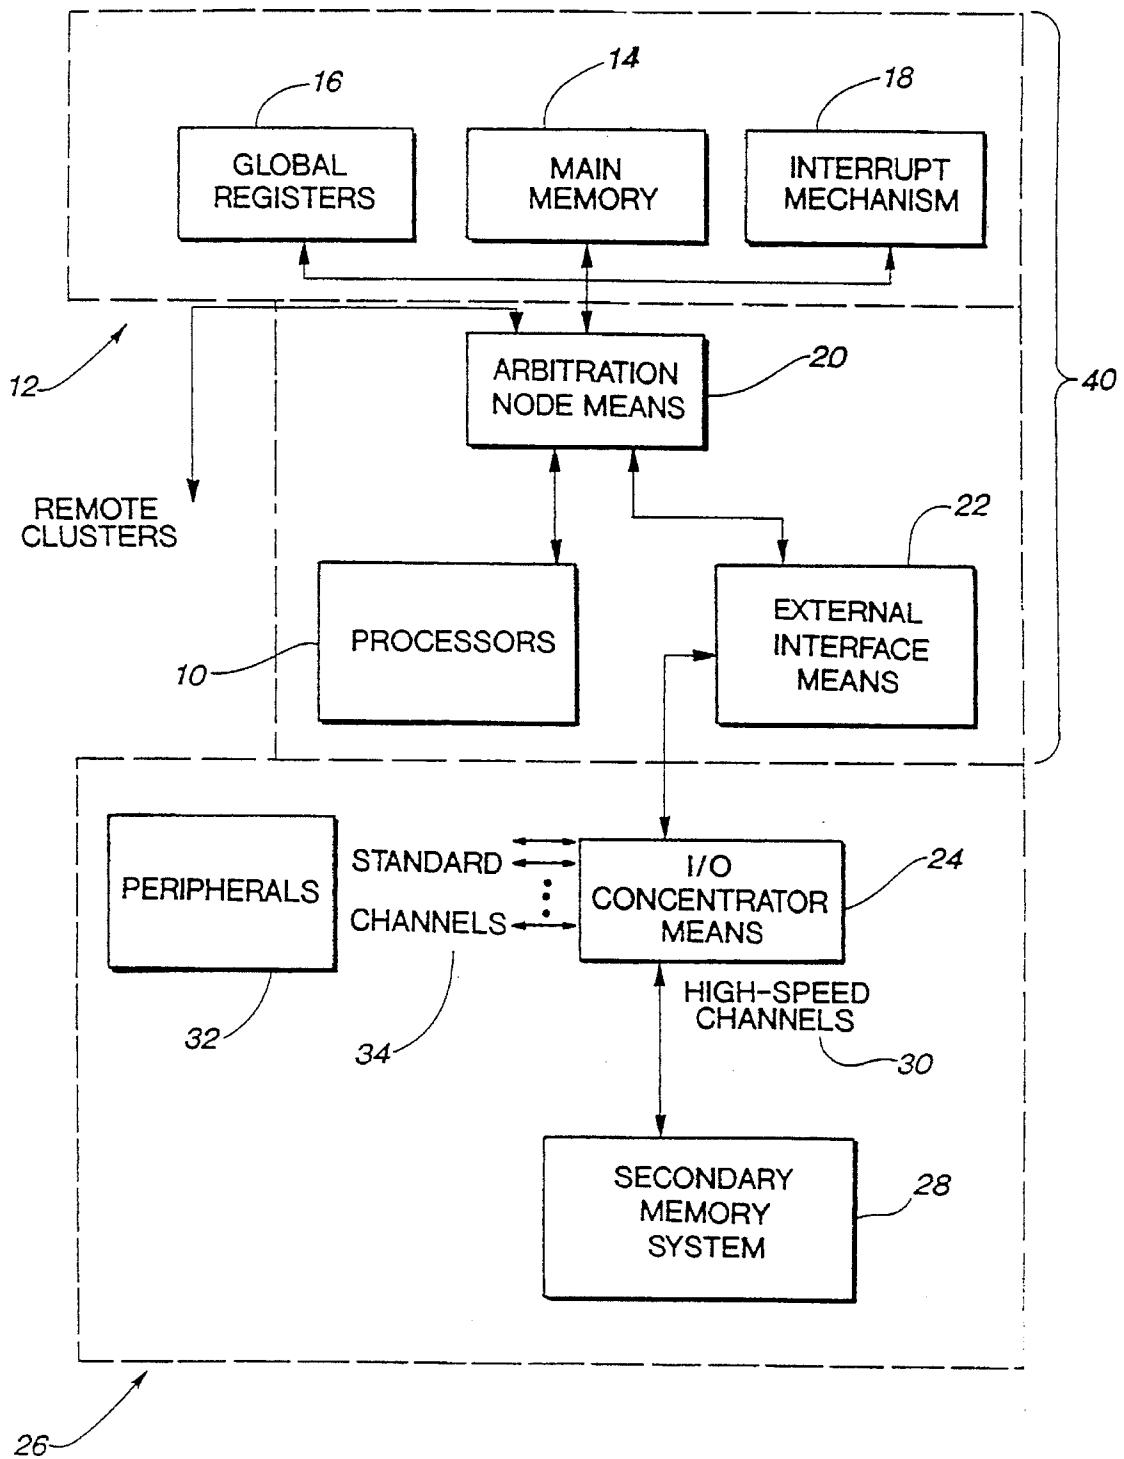 16
14
18
GLOBAL
REGISTERS
MAIN
MEMORY
INTERRUPT
MECHANISM
12
ARBITRATION
NODE MEANS
20
40
REMOTE
CLUSTERS
22
PROCESSORS
10
EXTERNAL
INTERFACE
MEANS
PERIPHERALS
32
STANDARD
CHANNELS
34
I/O
CONCENTRATOR
MEANS
24
HIGH-SPEED
CHANNELS
30
SECONDARY
MEMORY
SYSTEM
28
26